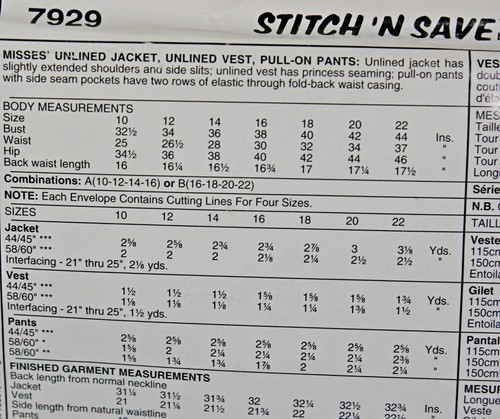 7929
STITCH 'N SAVE
MISSES' UNLINED JACKET, UNLINED VEST, PULL-ON PANTS: Unlined jacket has
slightly extended shoulders and side slits; unlined vest has princess seaming; pull-on pants
with side seam pockets have two rows of elastic through fold-back waist casing.
BODY MEASUREMENTS
Size 10 12 14 16 18 20 22
Bust 32½ 34 36 38 40 42 44 Ins.
Waist 25 26½ 28 30 32 34 37 "
Hip 34½ 36 38 40 42 44 46 "
Back waist length 16 16¼ 16½ 16¾ 17 17¼ 17½ "
Combinations: A(10-12-14-16) or B(16-18-20-22)
NOTE: Each Envelope Contains Cutting Lines For Four Sizes.
SIZES 10 12 14 16 18 20 22
Jacket
44/45" *** 2⅝ 2⅝ 2¾ 2¾ 2⅞ 3 3⅛ Yds.
58/60" *** 2 2 2 2⅛ 2¼ 2½ 2½ "
Interfacing - 21" thru 25", 2⅛ yds.
Vest
44/45" *** 1½ 1½ 1½ 1⅝ 1⅝ 1⅝ 1¾ Yds.
58/60" *** 1⅛ 1⅛ 1¼ 1¼ 1¼ 1⅜ 1½ "
Interfacing - 21" thru 25", 1½ yds.
Pants
44/45" *** 2⅝ 2⅝ 2⅝ 2⅝ 2⅝ 2⅝ 2⅝ Yds.
58/60" * 1⅝ 2 2¼ 2¼ 2¼ 2¼ 2⅜ "
58/60" ** 1⅝ 1¾ 1¾ 1⅞ 2 2¼ 2¼ "
FINISHED GARMENT MEASUREMENTS
Back length from normal neckline
Jacket 31¼ 31½ 31¾ 32 32¼ 32½ 32¾ Ins.
Vest 21 21¼ 21½ 21¾ 22 22¼ 22½ "
Side length from natural waistline
Pants
VES
doub
cout
d'éla
MES
Taille
Tour
Tour
Tour
Long
Série
N.B.
TAILL
Veste
115cm
150cm
Entoila
Gilet
115cm
150cm
Entoila
Pantal
115cm
150cm
150cm
MESUR
Longueu
Veste